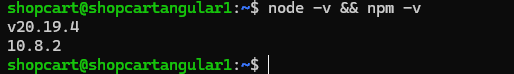 shopcart@shopcartangular1:~$ node -v && npm -v
v20.19.4
10.8.2
shopcart@shopcartangular1:~$